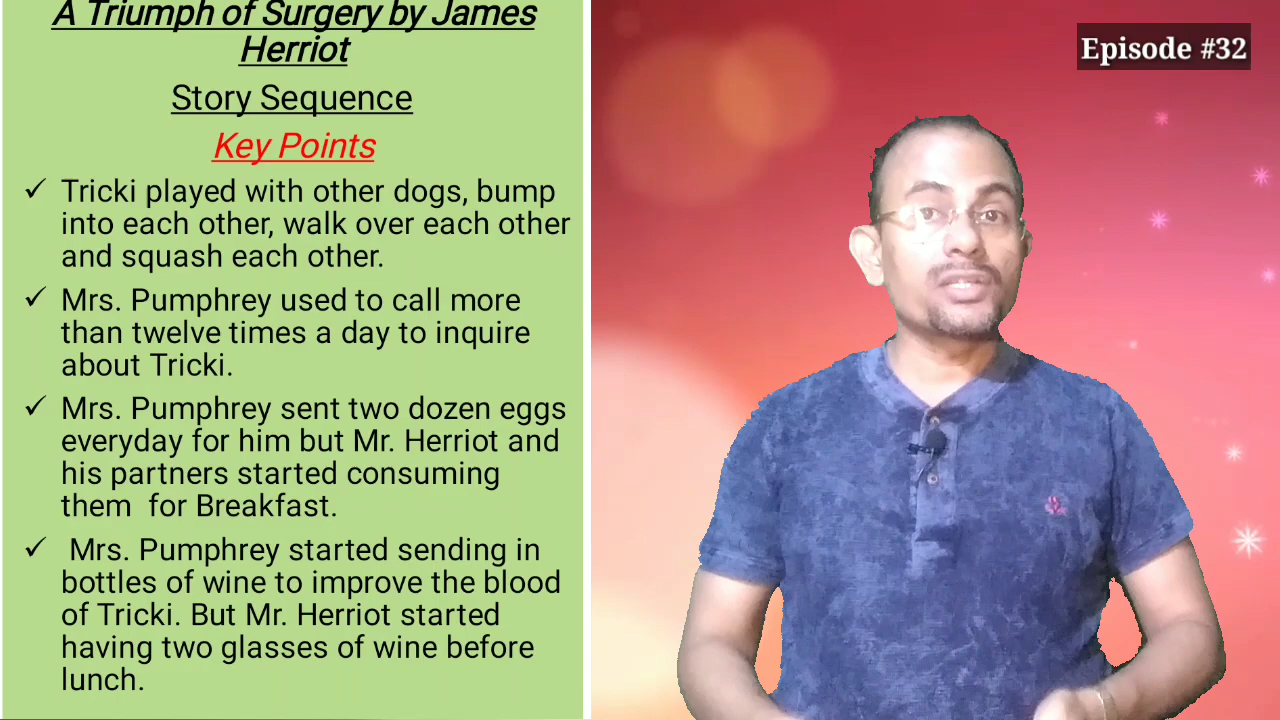 A Triumph of Surgery by James
Herriot
Story Sequence
Key Points
✓ Tricki played with other dogs, bump
into each other, walk over each other
and squash each other.
✓ Mrs. Pumphrey used to call more
than twelve times a day to inquire
about Tricki.
✓ Mrs. Pumphrey sent two dozen eggs
everyday for him but Mr. Herriot and
his partners started consuming
them for Breakfast.
✓ Mrs. Pumphrey started sending in
bottles of wine to improve the blood
of Tricki. But Mr. Herriot started
having two glasses of wine before
lunch.
Episode #32